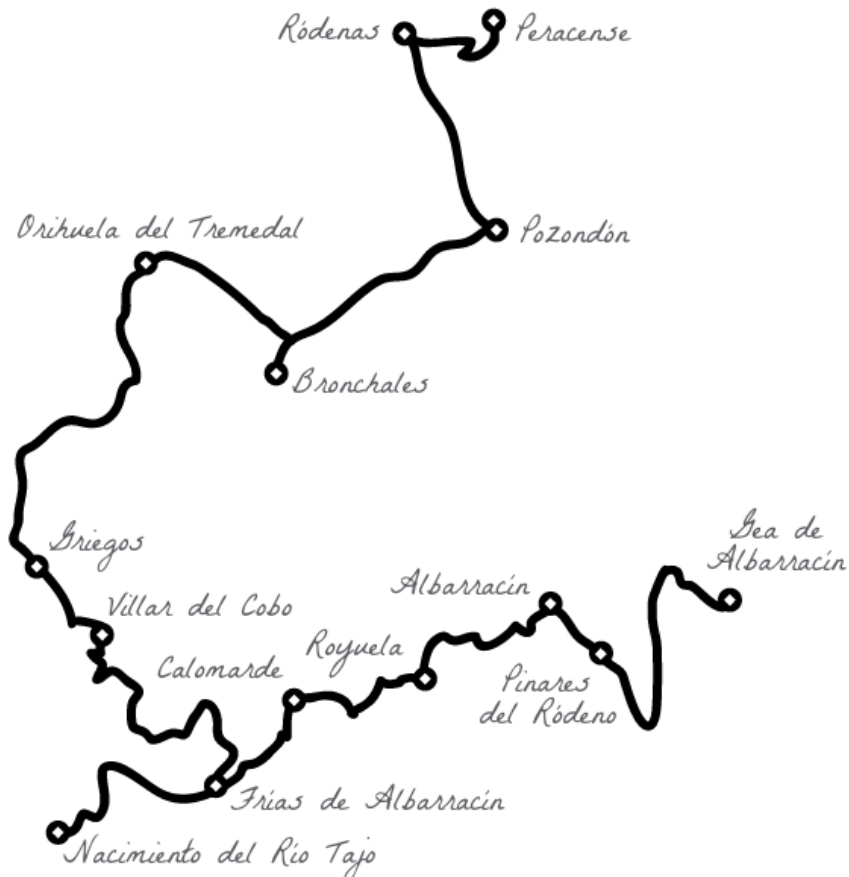 Ródenas
Peracense
Orihuela del Tremedal
Pozondón
Bronchales
Gea de
Albarracín
Griegos
Albarracín
Villar del Cobo
Royuela
Calomarde
Pinares
del Ródeno
Frías de Albarracín
Nacimiento del Río Tajo